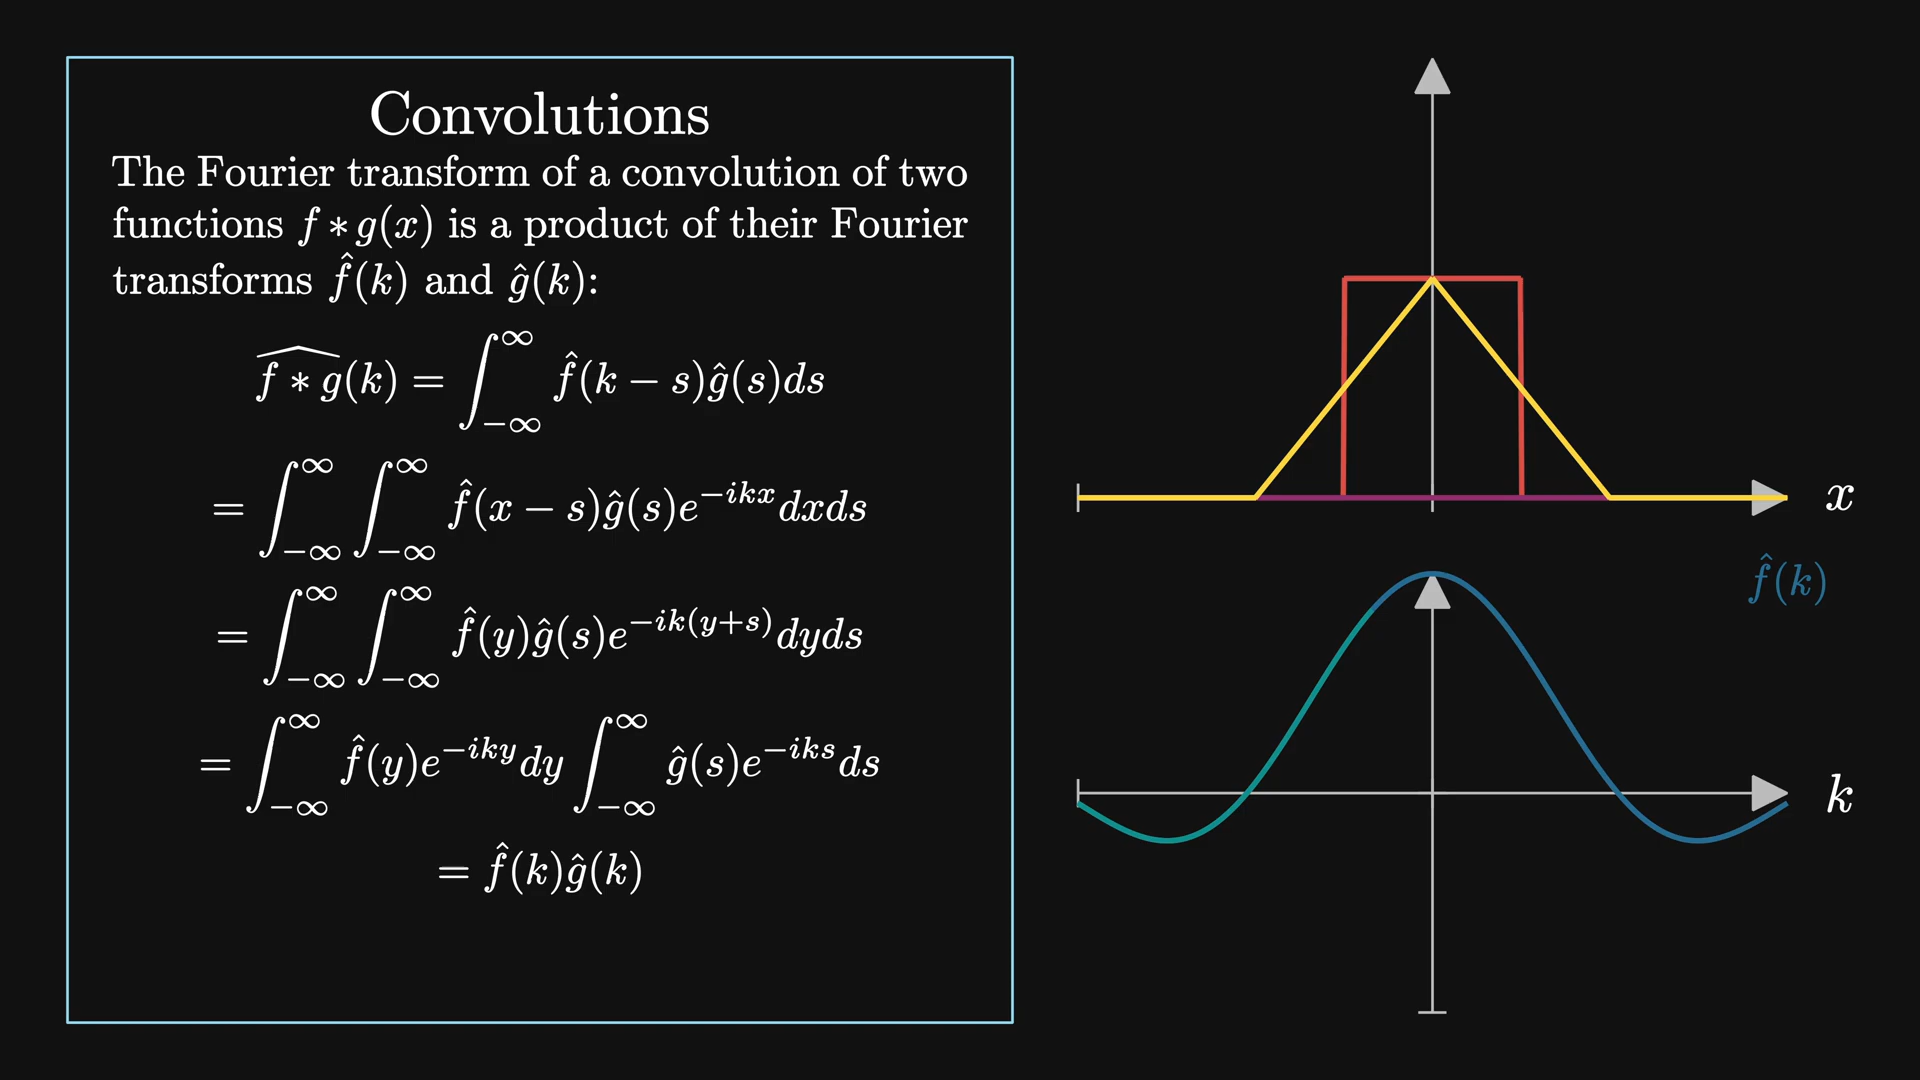 Convolutions
The Fourier transform of a convolution of two
functions f ∗ g(x) is a product of their Fourier
transforms f̂(k) and ĝ(k):
\widehat{f ∗ g}(k) = ∫_{−∞}^{∞} f̂(k − s)ĝ(s)ds
= ∫_{−∞}^{∞} ∫_{−∞}^{∞} f̂(x − s)ĝ(s)e^{−ikx}dxds
= ∫_{−∞}^{∞} ∫_{−∞}^{∞} f̂(y)ĝ(s)e^{−ik(y+s)}dyds
= ∫_{−∞}^{∞} f̂(y)e^{−iky}dy ∫_{−∞}^{∞} ĝ(s)e^{−iks}ds
= f̂(k)ĝ(k)
x
f̂(k)
k